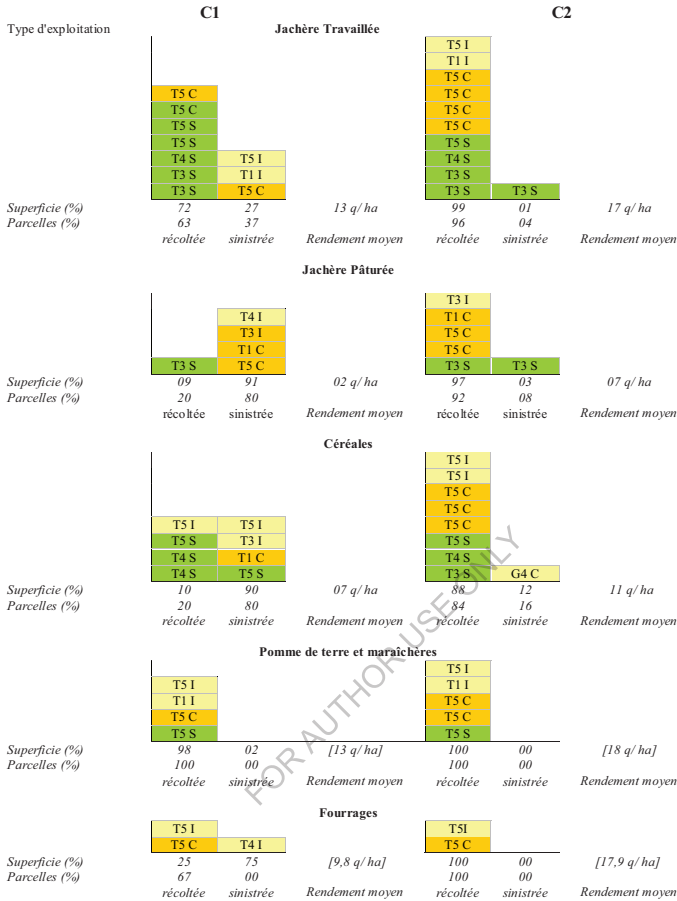 C1 C2
Type d'exploitation Jachère Travaillée
T5 I
T1 I
T5 C
T5 C T5 C
T5 C T5 C
T5 S T5 C
T5 S T5 S
T4 S T5 I T4 S
T3 S T1 I T3 S
T3 S T5 C T3 S T3 S
Superficie (%) 72 27 13 q/ ha 99 01 17 q/ ha
Parcelles (%) 63 37 96 04
récoltée sinistrée Rendement moyen récoltée sinistrée Rendement moyen
Jachère Pâturée
T3 I
T4 I T1 C
T3 I T5 C
T1 C T5 C
T3 S T5 C T3 S T3 S
Superficie (%) 09 91 02 q/ ha 97 03 07 q/ ha
Parcelles (%) 20 80 92 08
récoltée sinistrée Rendement moyen récoltée sinistrée Rendement moyen
Céréales
T5 I
T5 I
T5 C
T5 C
T5 I T5 I T5 C
T5 S T3 I T5 S
T4 S T1 C T4 S
T4 S T5 S T3 S G4 C
Superficie (%) 10 90 07 q/ ha 88 12 11 q/ ha
Parcelles (%) 20 80 84 16
récoltée sinistrée Rendement moyen récoltée sinistrée Rendement moyen
Pomme de terre et maraîchères
T5 I
T5 I T1 I
T1 I T5 C
T5 C T5 C
T5 S T5 S
Superficie (%) 98 02 [13 q/ ha] 100 00 [18 q/ ha]
Parcelles (%) 100 00 100 00
récoltée sinistrée Rendement moyen récoltée sinistrée Rendement moyen
Fourrages
T5 I T5I
T5 C T4 I T5 C
Superficie (%) 25 75 [9,8 q/ ha] 100 00 [17,9 q/ ha]
Parcelles (%) 67 00 100 00
récoltée sinistrée Rendement moyen récoltée sinistrée Rendement moyen
FOR AUTHOR USE ONLY